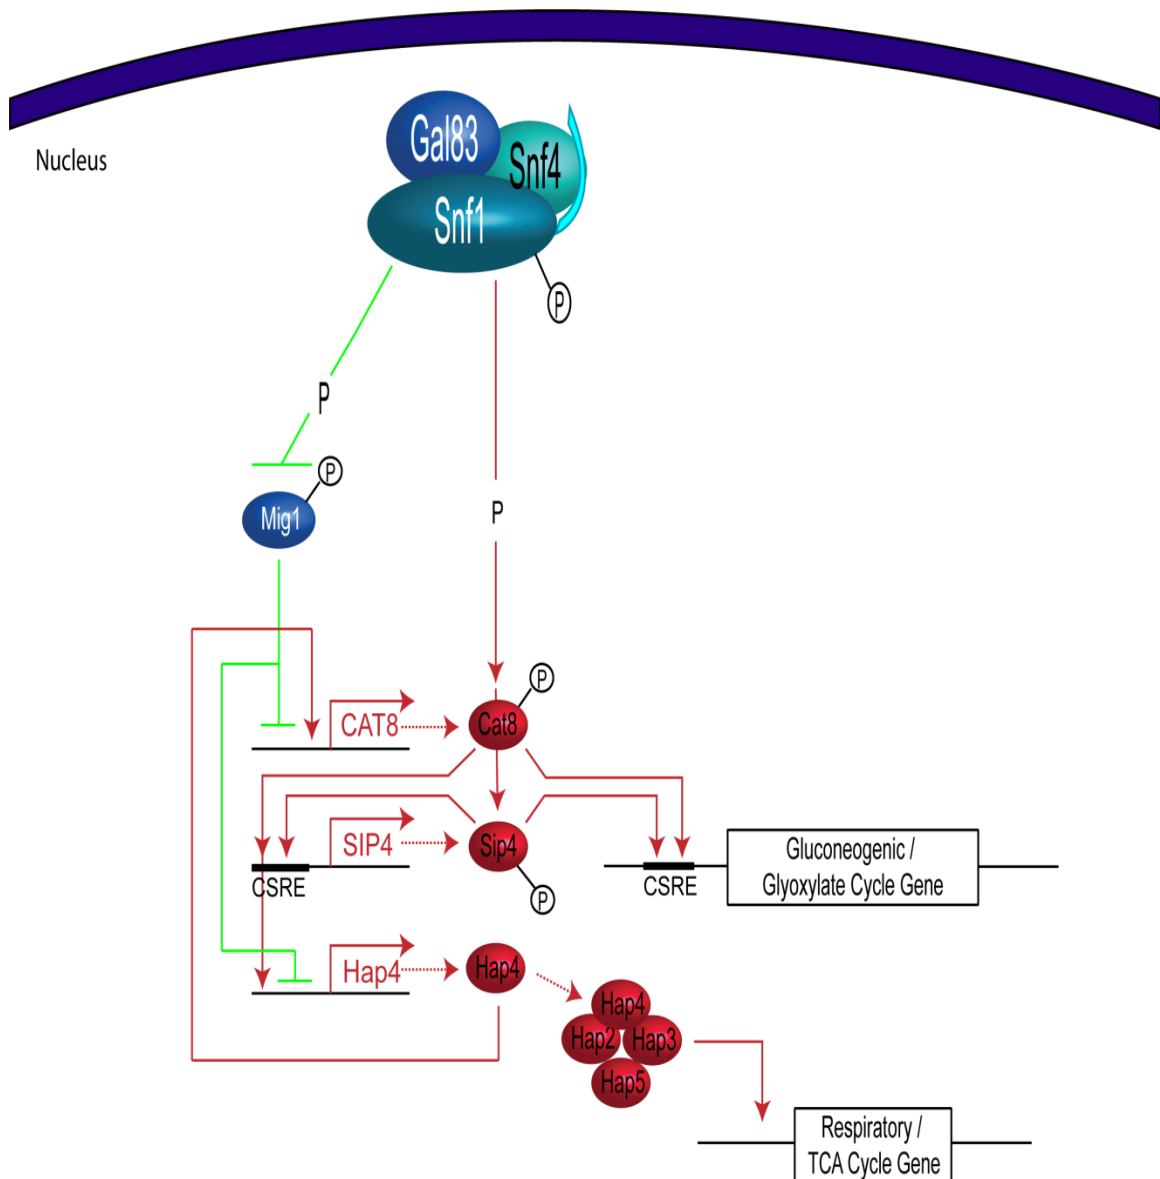 Nucleus
Gal83
Snf4
Snf1
P
P
P
Mig1
P
P
CAT8
Cat8
SIP4
Sip4
CSRE
P
CSRE
Gluconeogenic /
Glyoxylate Cycle Gene
Hap4
Hap4
Hap4
Hap2
Hap3
Hap5
Respiratory /
TCA Cycle Gene